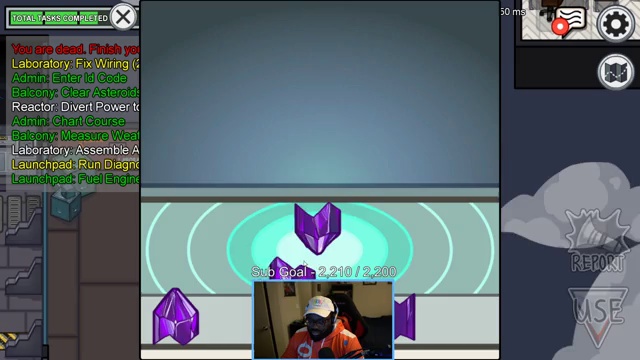 TOTAL TASKS COMPLETED
50 ms
You are dead. Finish you
Laboratory: Fix Wiring (2
Admin: Enter Id Code
Balcony: Clear Asteroids
Reactor: Divert Power to
Admin: Chart Course
Balcony: Measure Weat
Laboratory: Assemble A
Launchpad: Run Diagno
Launchpad: Fuel Engine
Sub Goal - 2,210 / 2,200
REPORT
USE